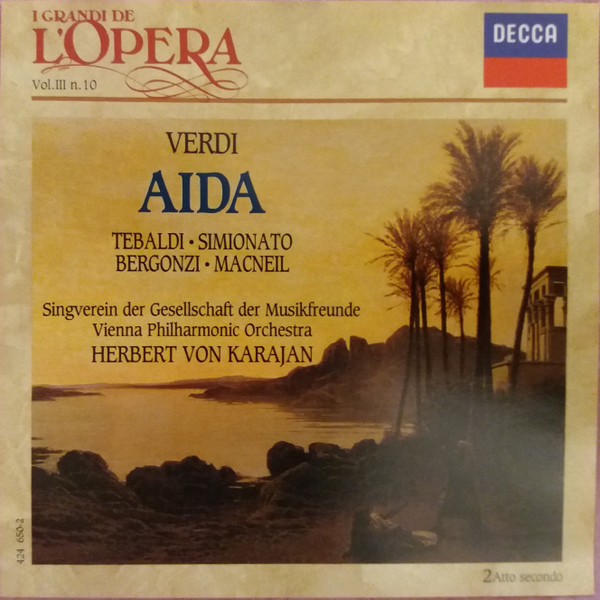 I GRANDI DE
L'OPERA
Vol.III n.10
DECCA
VERDI
AIDA
TEBALDI • SIMIONATO
BERGONZI • MACNEIL
Singverein der Gesellschaft der Musikfreunde
Vienna Philharmonic Orchestra
HERBERT VON KARAJAN
424 650-2
2 Atto secondo